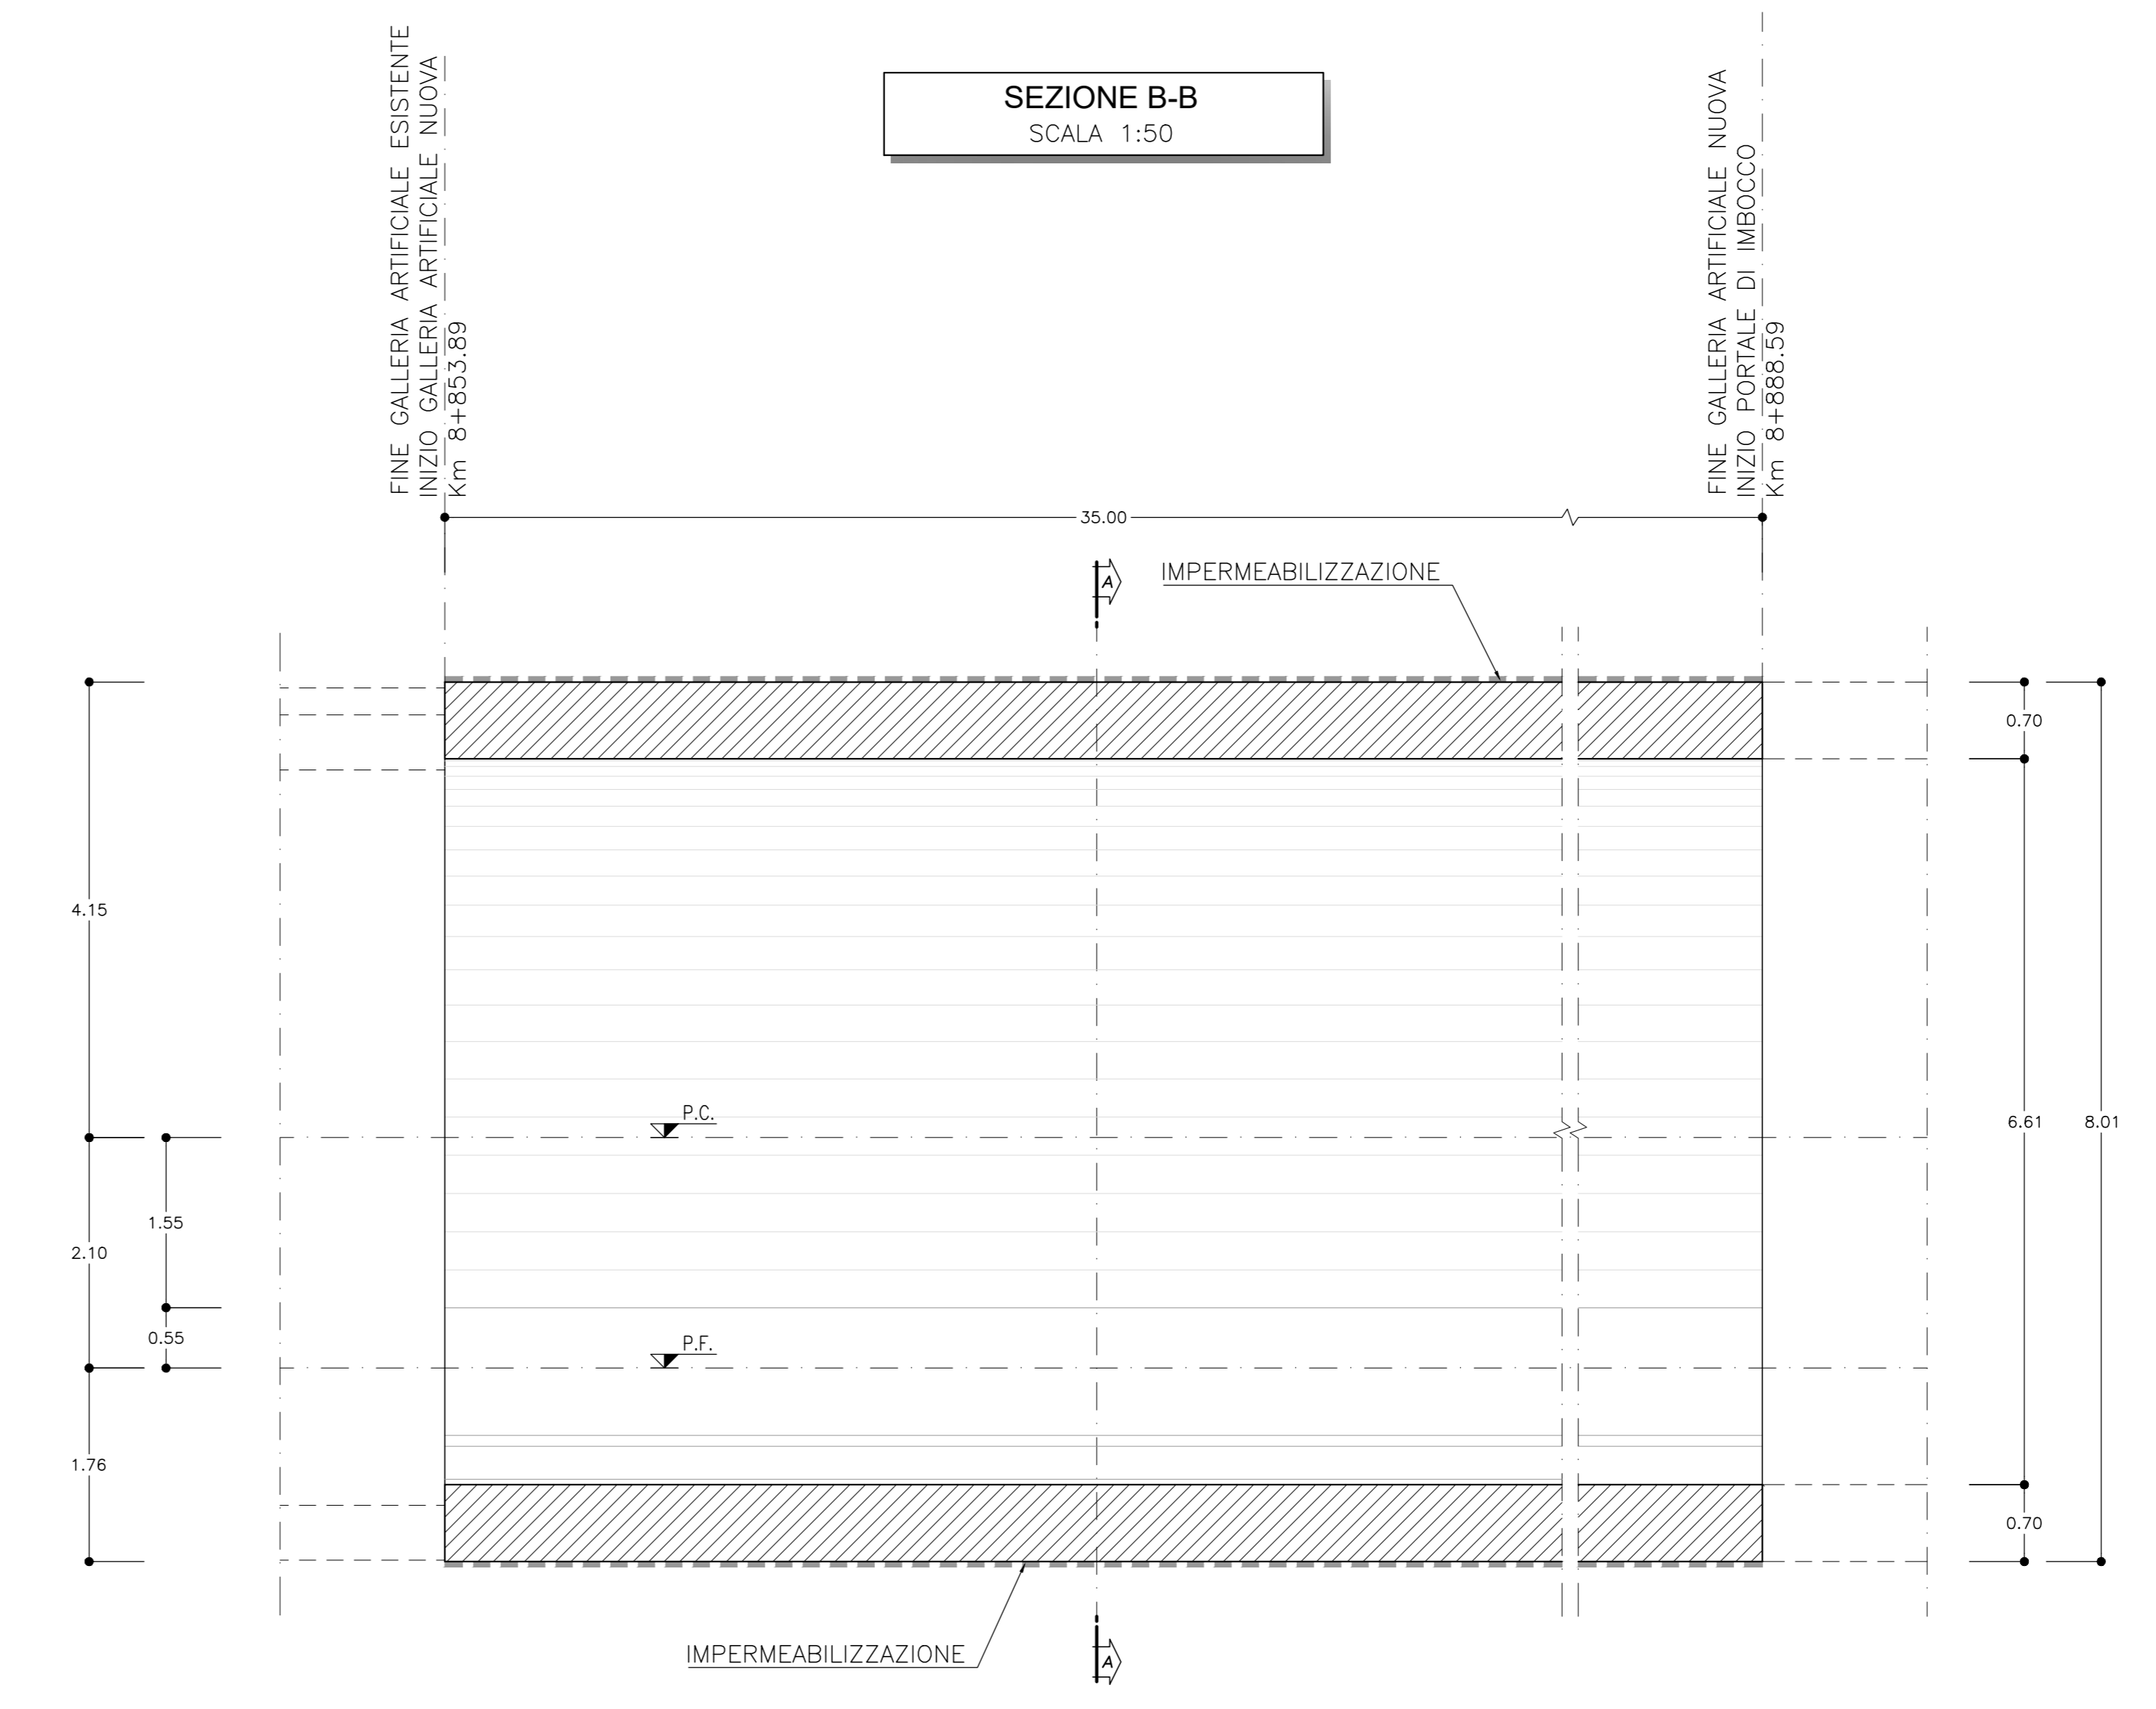 SEZIONE B-B
SCALA 1:50
FINE GALLERIA ARTIFICIALE ESISTENTE
INIZIO GALLERIA ARTIFICIALE NUOVA
Km 8+853.89
FINE GALLERIA ARTIFICIALE NUOVA
INIZIO PORTALE DI IMBOCCO
Km 8+888.59
35.00
A
IMPERMEABILIZZAZIONE
0.70
4.15
P.C.
6.61
8.01
1.55
2.10
0.55
P.F.
1.76
0.70
IMPERMEABILIZZAZIONE
A